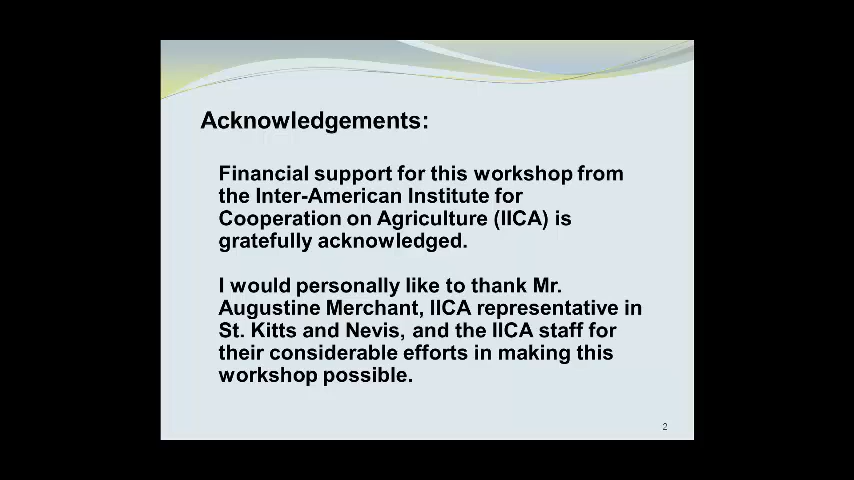 Acknowledgements:
Financial support for this workshop from
the Inter-American Institute for
Cooperation on Agriculture (IICA) is
gratefully acknowledged.
I would personally like to thank Mr.
Augustine Merchant, IICA representative in
St. Kitts and Nevis, and the IICA staff for
their considerable efforts in making this
workshop possible.
2